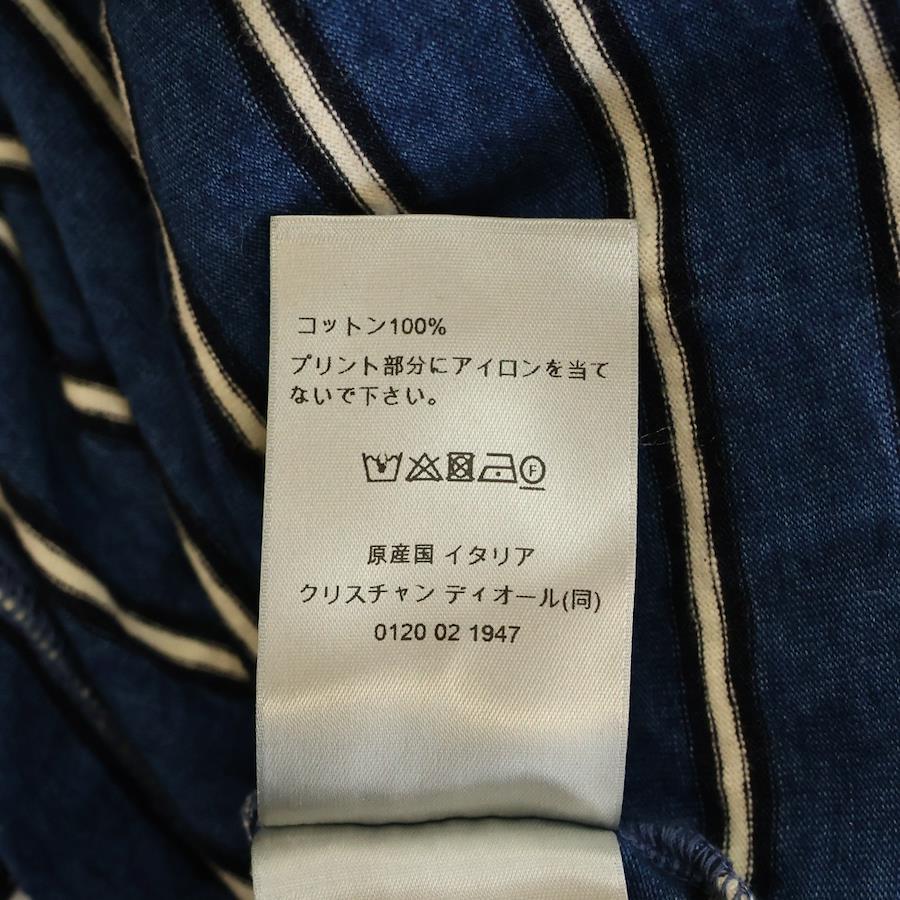 コットン100%
プリント部分にアイロンを当て
ないで下さい。
F
原産国 イタリア
クリスチャン ディオール(同)
0120 02 1947